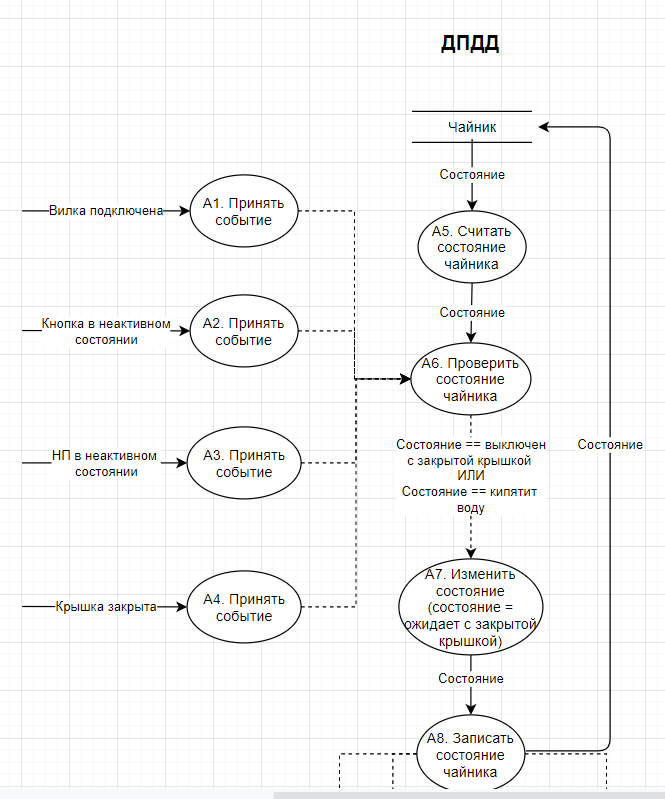 ДПДД
Чайник
Состояние
Вилка подключена
А1. Принять
событие
А5. Считать
состояние
чайника
Состояние
Кнопка в неактивном
состоянии
А2. Принять
событие
А6. Проверить
состояние
чайника
НП в неактивном
состоянии
А3. Принять
событие
Состояние == выключен
с закрытой крышкой
ИЛИ
Состояние == кипятит
воду
Состояние
Крышка закрыта
А4. Принять
событие
А7. Изменить
состояние
(состояние =
ожидает с закрытой
крышкой)
Состояние
А8. Записать
состояние
чайника